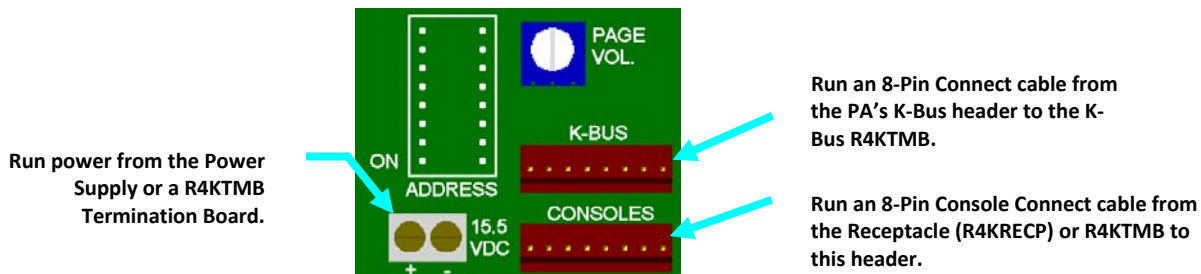 Run power from the Power
Supply or a R4KTMB
Termination Board.
PAGE
VOL.
K-BUS
ON
ADDRESS
CONSOLES
15.5
VDC
+ -
Run an 8-Pin Connect cable from
the PA's K-Bus header to the K-
Bus R4KTMB.
Run an 8-Pin Console Connect cable from
the Receptacle (R4KRECP) or R4KTMB to
this header.